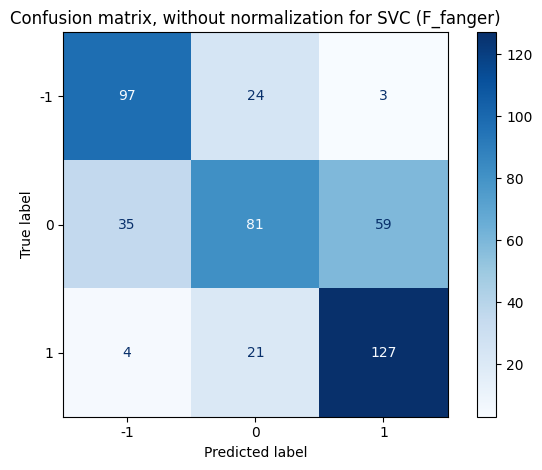 Confusion matrix, without normalization for SVC (F_fanger)
True label
-1 97 24 3
0 35 81 59
1 4 21 127
-1 0 1
Predicted label
120
100
80
60
40
20